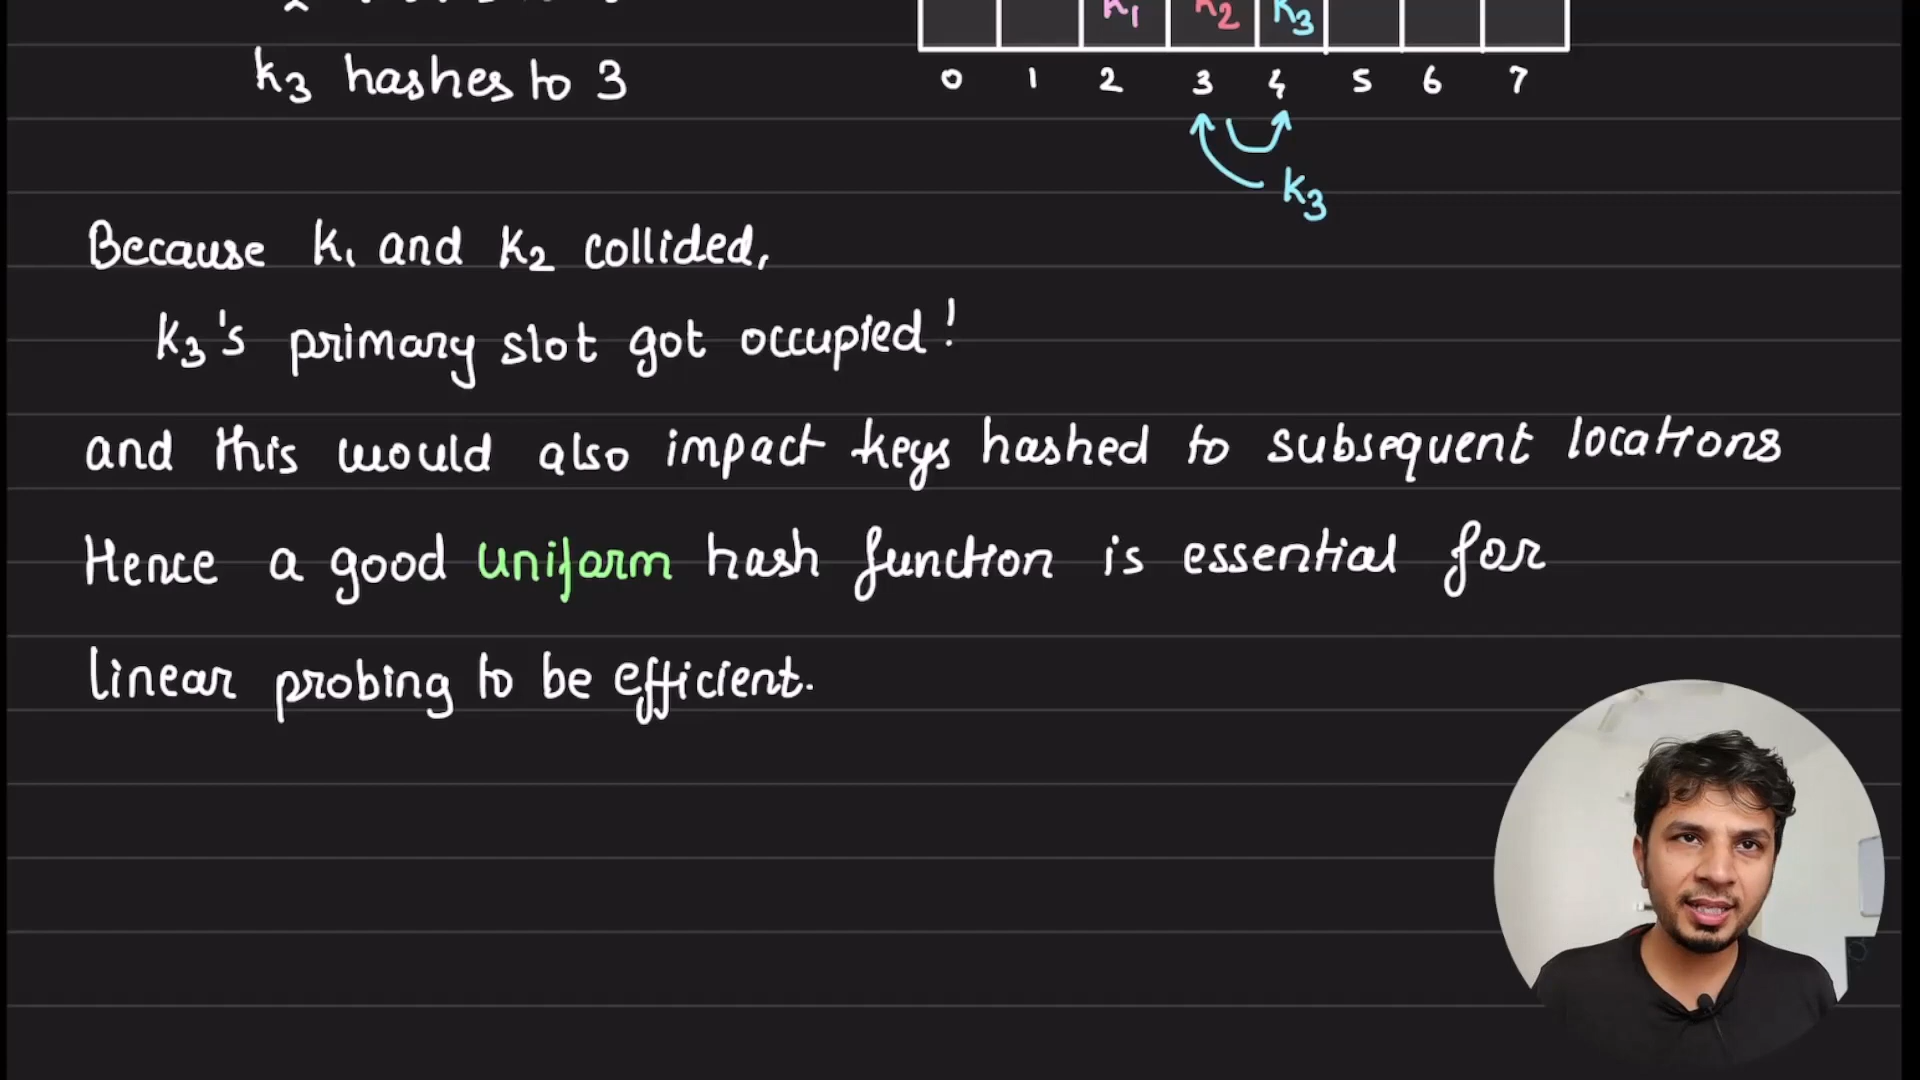 k1 k2 k3
k3 hashes to 3
0 1 2 3 4 5 6 7
k3
Because k1 and k2 collided,
k3's primary slot got occupied!
and this would also impact keys hashed to subsequent locations
Hence a good uniform hash function is essential for
linear probing to be efficient.